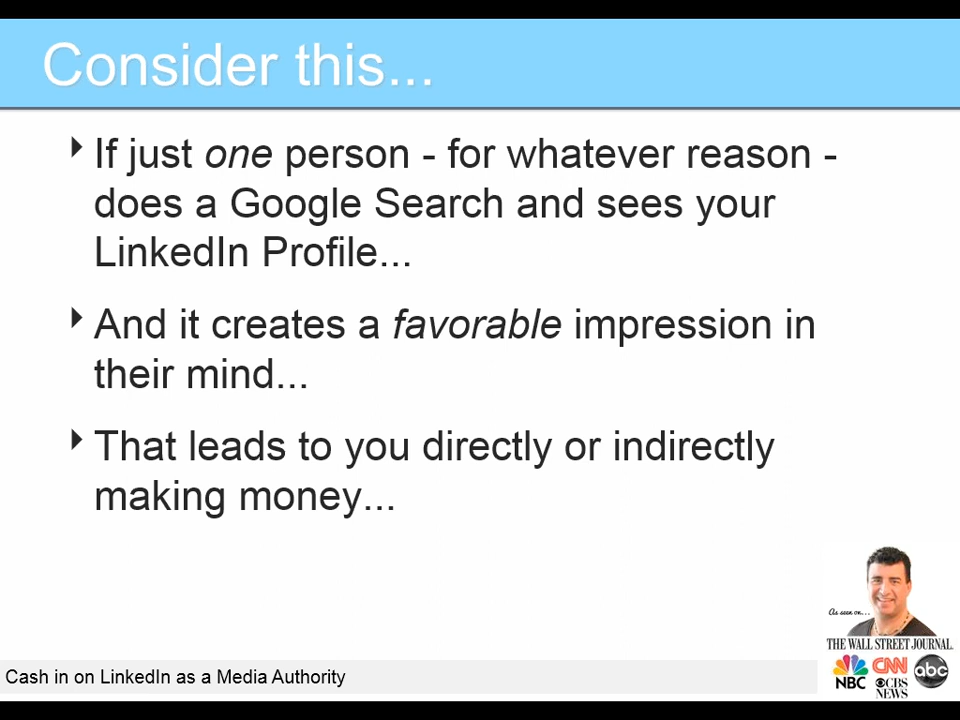 Consider this...
If just one person - for whatever reason -
does a Google Search and sees your
LinkedIn Profile...
And it creates a favorable impression in
their mind...
That leads to you directly or indirectly
making money...
As seen on...
THE WALL STREET JOURNAL.
NBC CNN CBS NEWS abc
Cash in on LinkedIn as a Media Authority